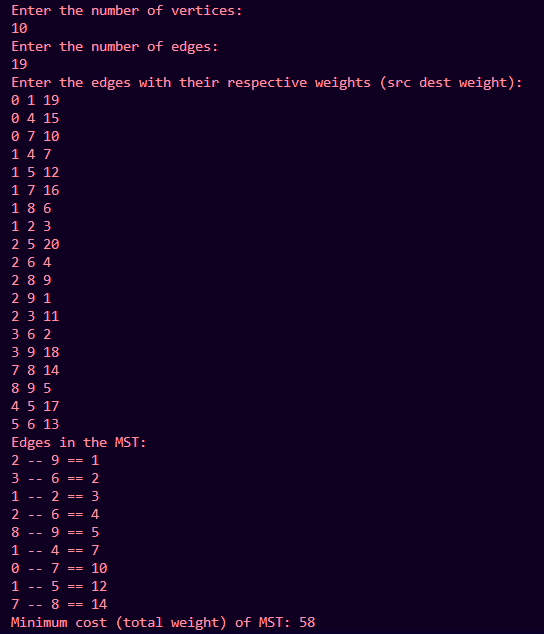 Enter the number of vertices:
10
Enter the number of edges:
19
Enter the edges with their respective weights (src dest weight):
0 1 19
0 4 15
0 7 10
1 4 7
1 5 12
1 7 16
1 8 6
1 2 3
2 5 20
2 6 4
2 8 9
2 9 1
2 3 11
3 6 2
3 9 18
7 8 14
8 9 5
4 5 17
5 6 13
Edges in the MST:
2 -- 9 == 1
3 -- 6 == 2
1 -- 2 == 3
2 -- 6 == 4
8 -- 9 == 5
1 -- 4 == 7
0 -- 7 == 10
1 -- 5 == 12
7 -- 8 == 14
Minimum cost (total weight) of MST: 58